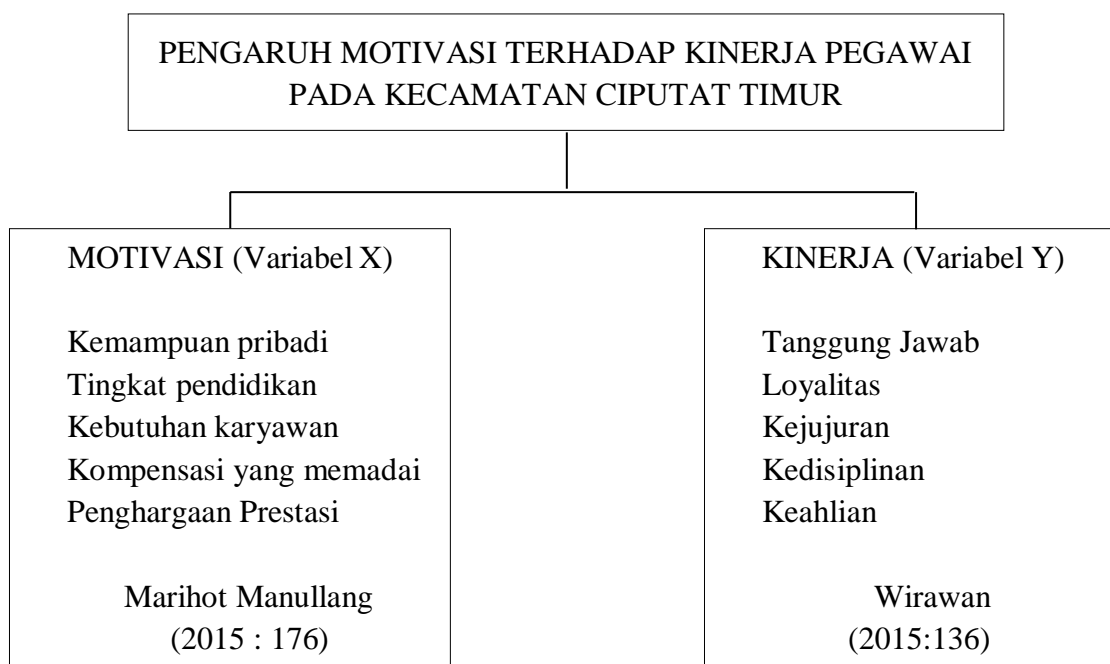 PENGARUH MOTIVASI TERHADAP KINERJA PEGAWAI
PADA KECAMATAN CIPUTAT TIMUR
MOTIVASI (Variabel X)
Kemampuan pribadi
Tingkat pendidikan
Kebutuhan karyawan
Kompensasi yang memadai
Penghargaan Prestasi
Marihot Manullang
(2015 : 176)
KINERJA (Variabel Y)
Tanggung Jawab
Loyalitas
Kejujuran
Kedisiplinan
Keahlian
Wirawan
(2015:136)